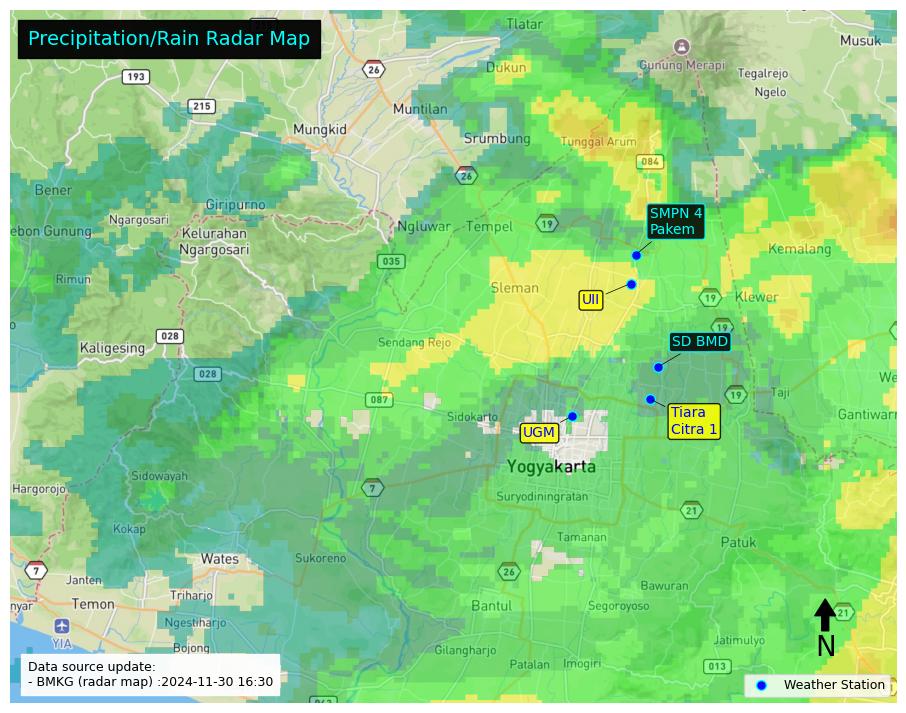 Precipitation/Rain Radar Map
Tlatar
Musuk
193
26
Dukun
Gunung Merapi
Tegalrejo
Ngelo
215
Muntilan
Mungkid
Srumbung
Tunggal Arum
084
26
Bener
Giripurno
SMPN 4
Pakem
Ngargosari
ebon Gunung
Kelurahan
Ngargosari
Ngluwar
Tempel
19
Kemalang
035
Rimun
Sleman
UII
19
Klewer
19
028
Kaligesing
Sendang Rejo
SD BMD
028
087
19
Taji
We
Sidokarto
Tiara
Citra 1
Gantiwarn
UGM
Yogyakarta
Sidowayah
Hargorojo
7
Suryodiningratan
21
Kokap
Tamanan
Patuk
Wates
Sukoreno
7
Janten
26
Bawuran
Triharjo
nyar
Temon
Bantul
Segoroyoso
21
YIA
Ngestiharjo
N
Bojong
Gilangharjo
Jatimulyo
Patalan
Imogiri
013
Data source update:
- BMKG (radar map) :2024-11-30 16:30
Weather Station